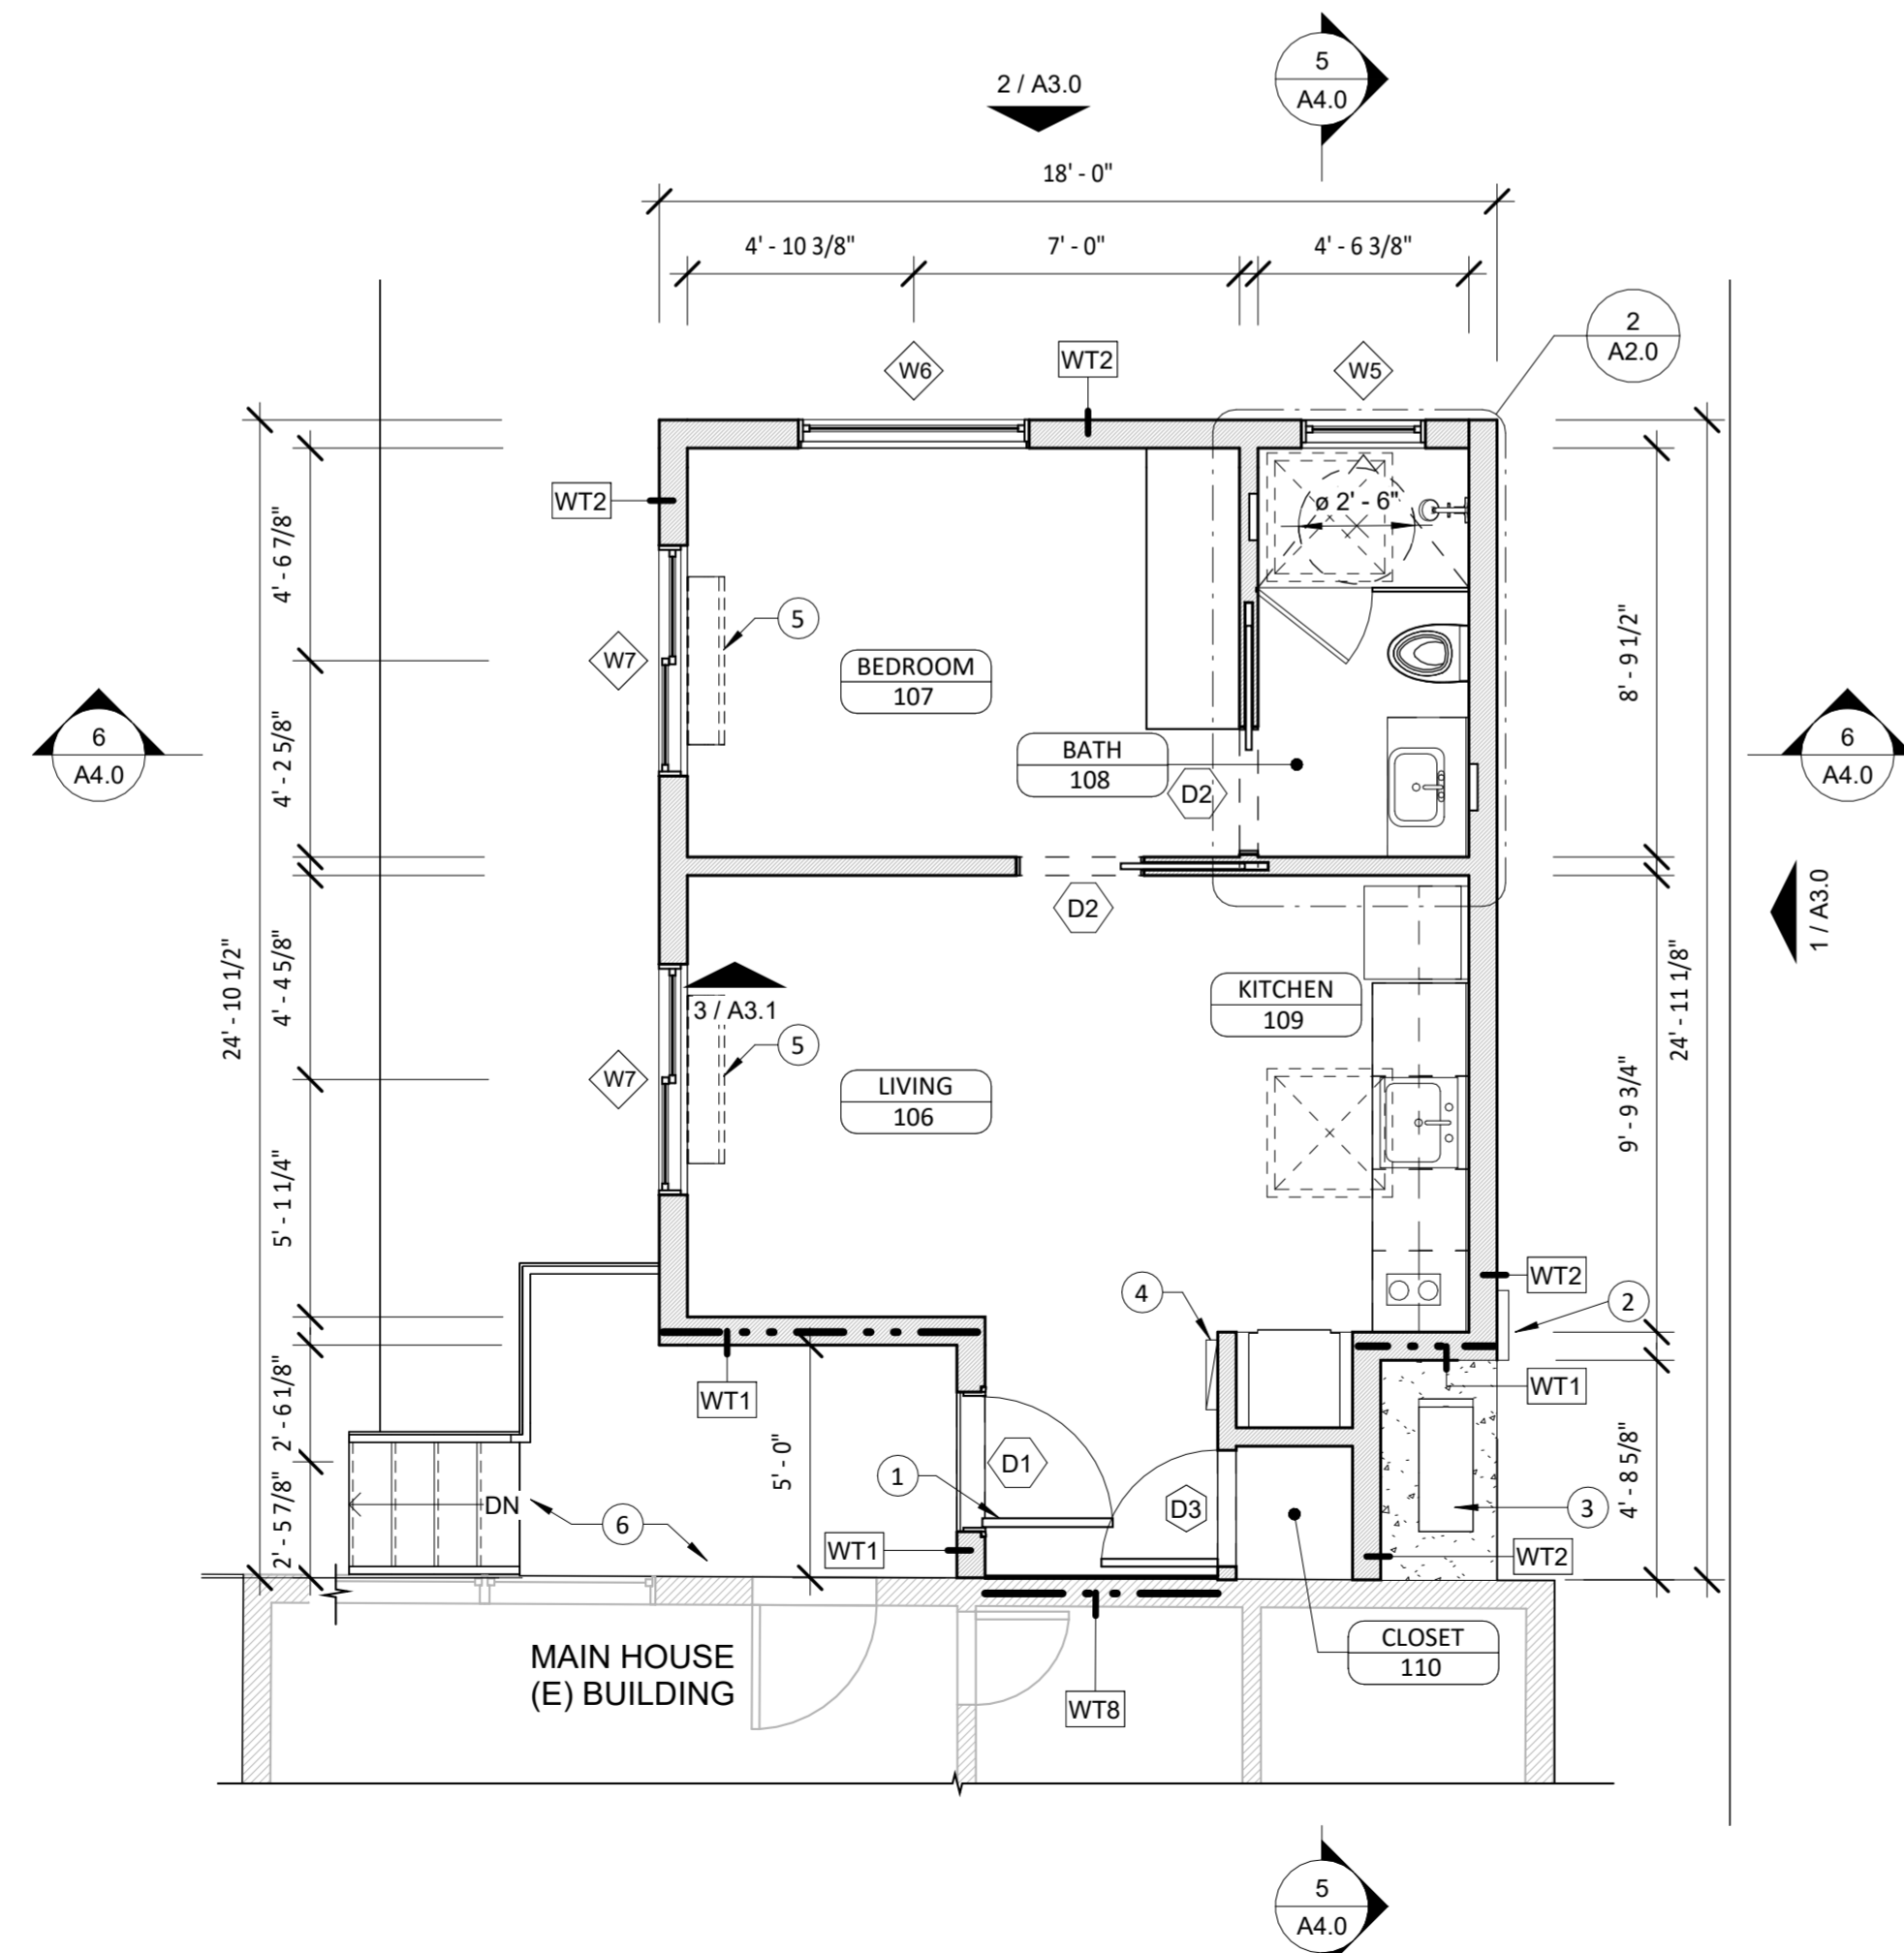 5
A4.0
2 / A3.0
18' - 0"
4' - 10 3/8"
7' - 0"
4' - 6 3/8"
2
A2.0
W6
WT2
W5
WT2
ø 2' - 6"
4' - 6 7/8"
5
8' - 9 1/2"
W7
BEDROOM
107
6
A4.0
4' - 2 5/8"
BATH
108
D2
6
A4.0
D2
1 / A3.0
24' - 10 1/2"
4' - 4 5/8"
3 / A3.1
KITCHEN
109
24' - 11 1/8"
5
W7
LIVING
106
9' - 9 3/4"
5' - 1 1/4"
WT2
4
2
WT1
WT1
2' - 6 1/8"
5' - 0"
D1
1
D3
4' - 8 5/8"
3
DN
6
2' - 5 7/8"
WT1
WT2
MAIN HOUSE
(E) BUILDING
CLOSET
110
WT8
5
A4.0